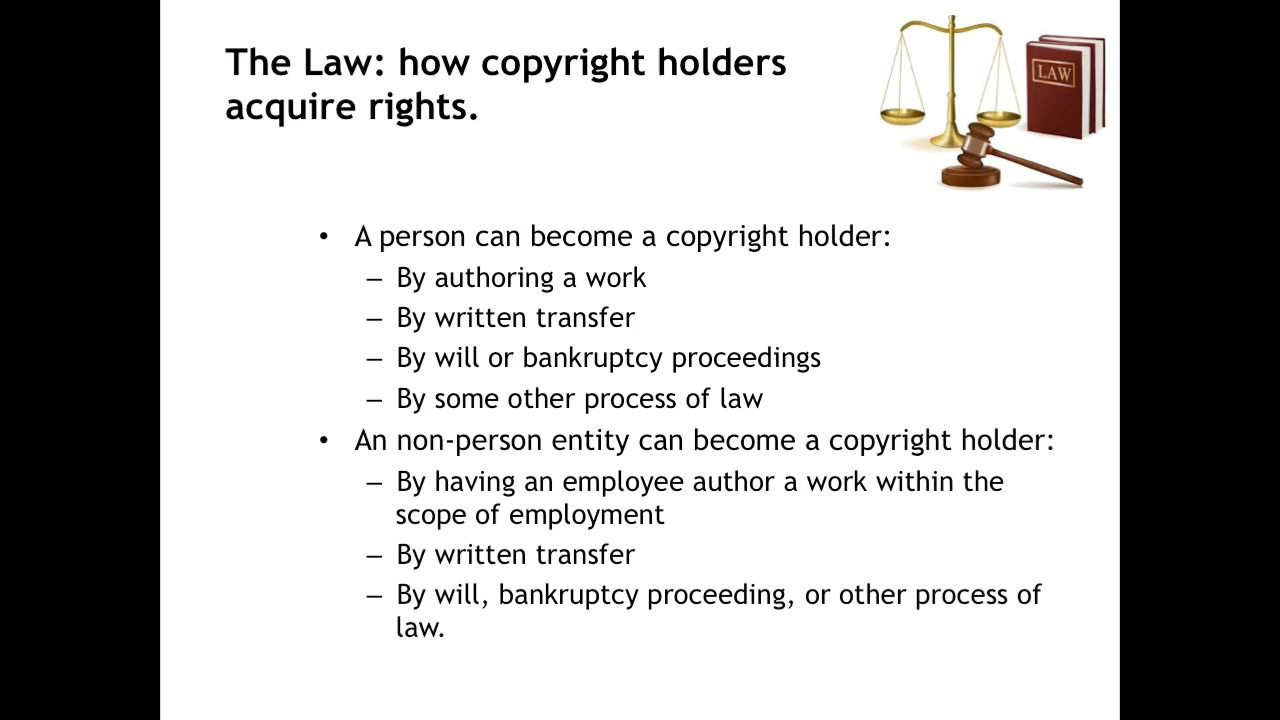 The Law: how copyright holders
acquire rights.
LAW
• A person can become a copyright holder:
– By authoring a work
– By written transfer
– By will or bankruptcy proceedings
– By some other process of law
• An non-person entity can become a copyright holder:
– By having an employee author a work within the
scope of employment
– By written transfer
– By will, bankruptcy proceeding, or other process of
law.